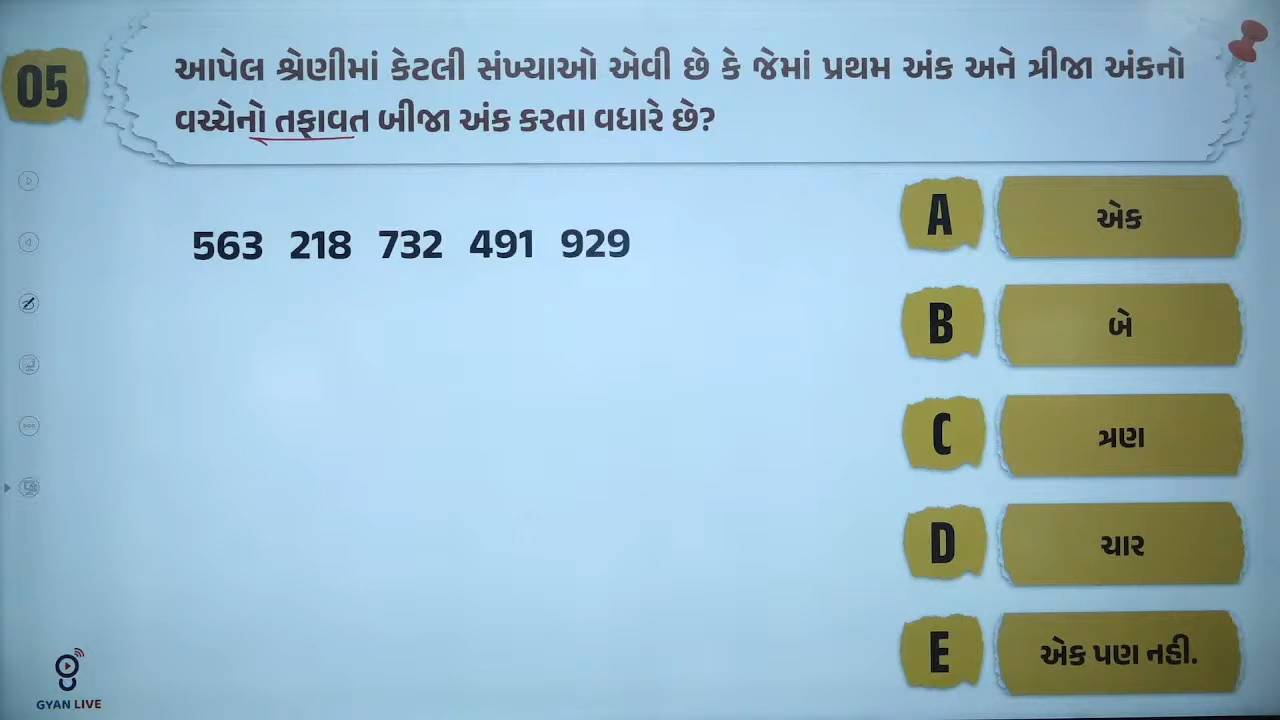 05
આપેલ શ્રેણીમાં કેટલી સંખ્યાઓ એવી છે કે જેમાં પ્રથમ અંક અને ત્રીજા અંકનો
વચ્ચેનો તફાવત બીજા અંક કરતા વધારે છે?
563 218 732 491 929
A એક
B બે
C ત્રણ
D ચાર
E એક પણ નહી.
GYAN LIVE